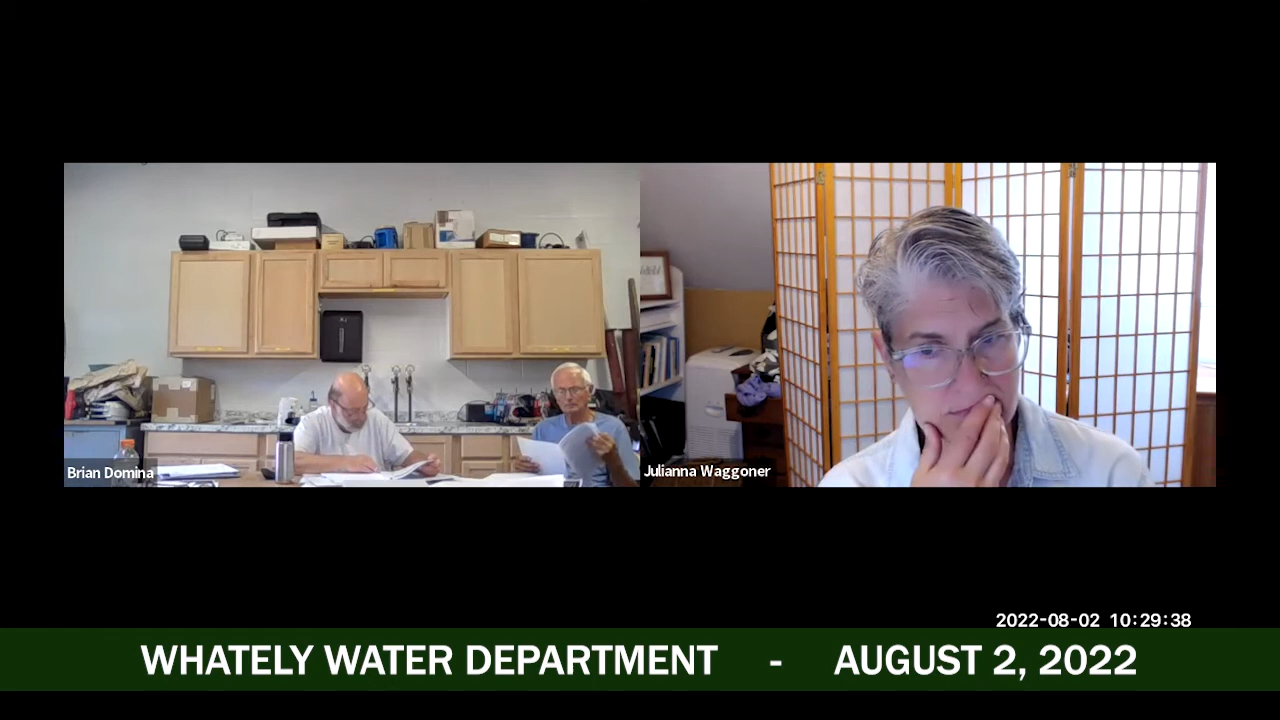 Brian Domina
Julianna Waggoner
2022-08-02 10:29:38
WHATELY WATER DEPARTMENT - AUGUST 2, 2022